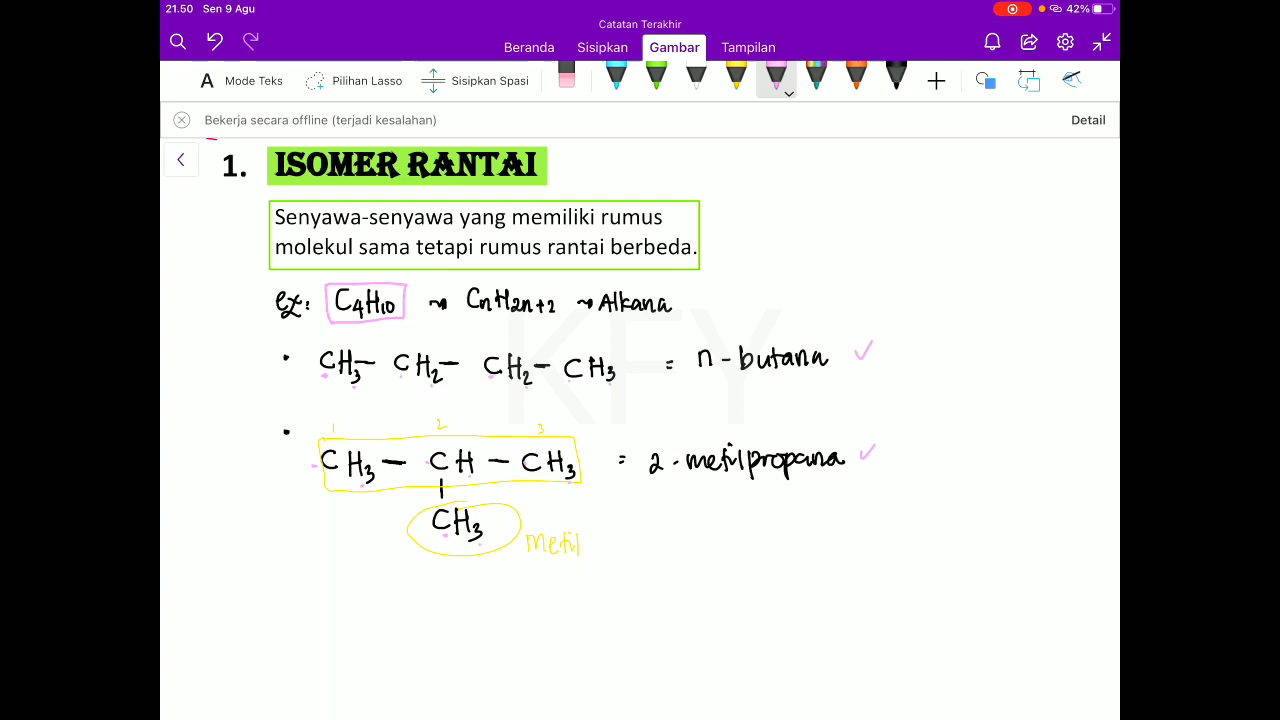 21.50 Sen 9 Agu
42%
Catatan Terakhir
Beranda Sisipkan Gambar Tampilan
A Mode Teks Pilihan Lasso Sisipkan Spasi
Bekerja secara offline (terjadi kesalahan) Detail
1. ISOMER RANTAI
Senyawa-senyawa yang memiliki rumus
molekul sama tetapi rumus rantai berbeda.
ex: C4H10 → CnH2n+2 → Alkana
• CH3 — CH2 — CH2 — CH3 = n-butana ✓
1 2 3
• CH3 — CH — CH3 = 2-metilpropana ✓
|
CH3
metil
KFY